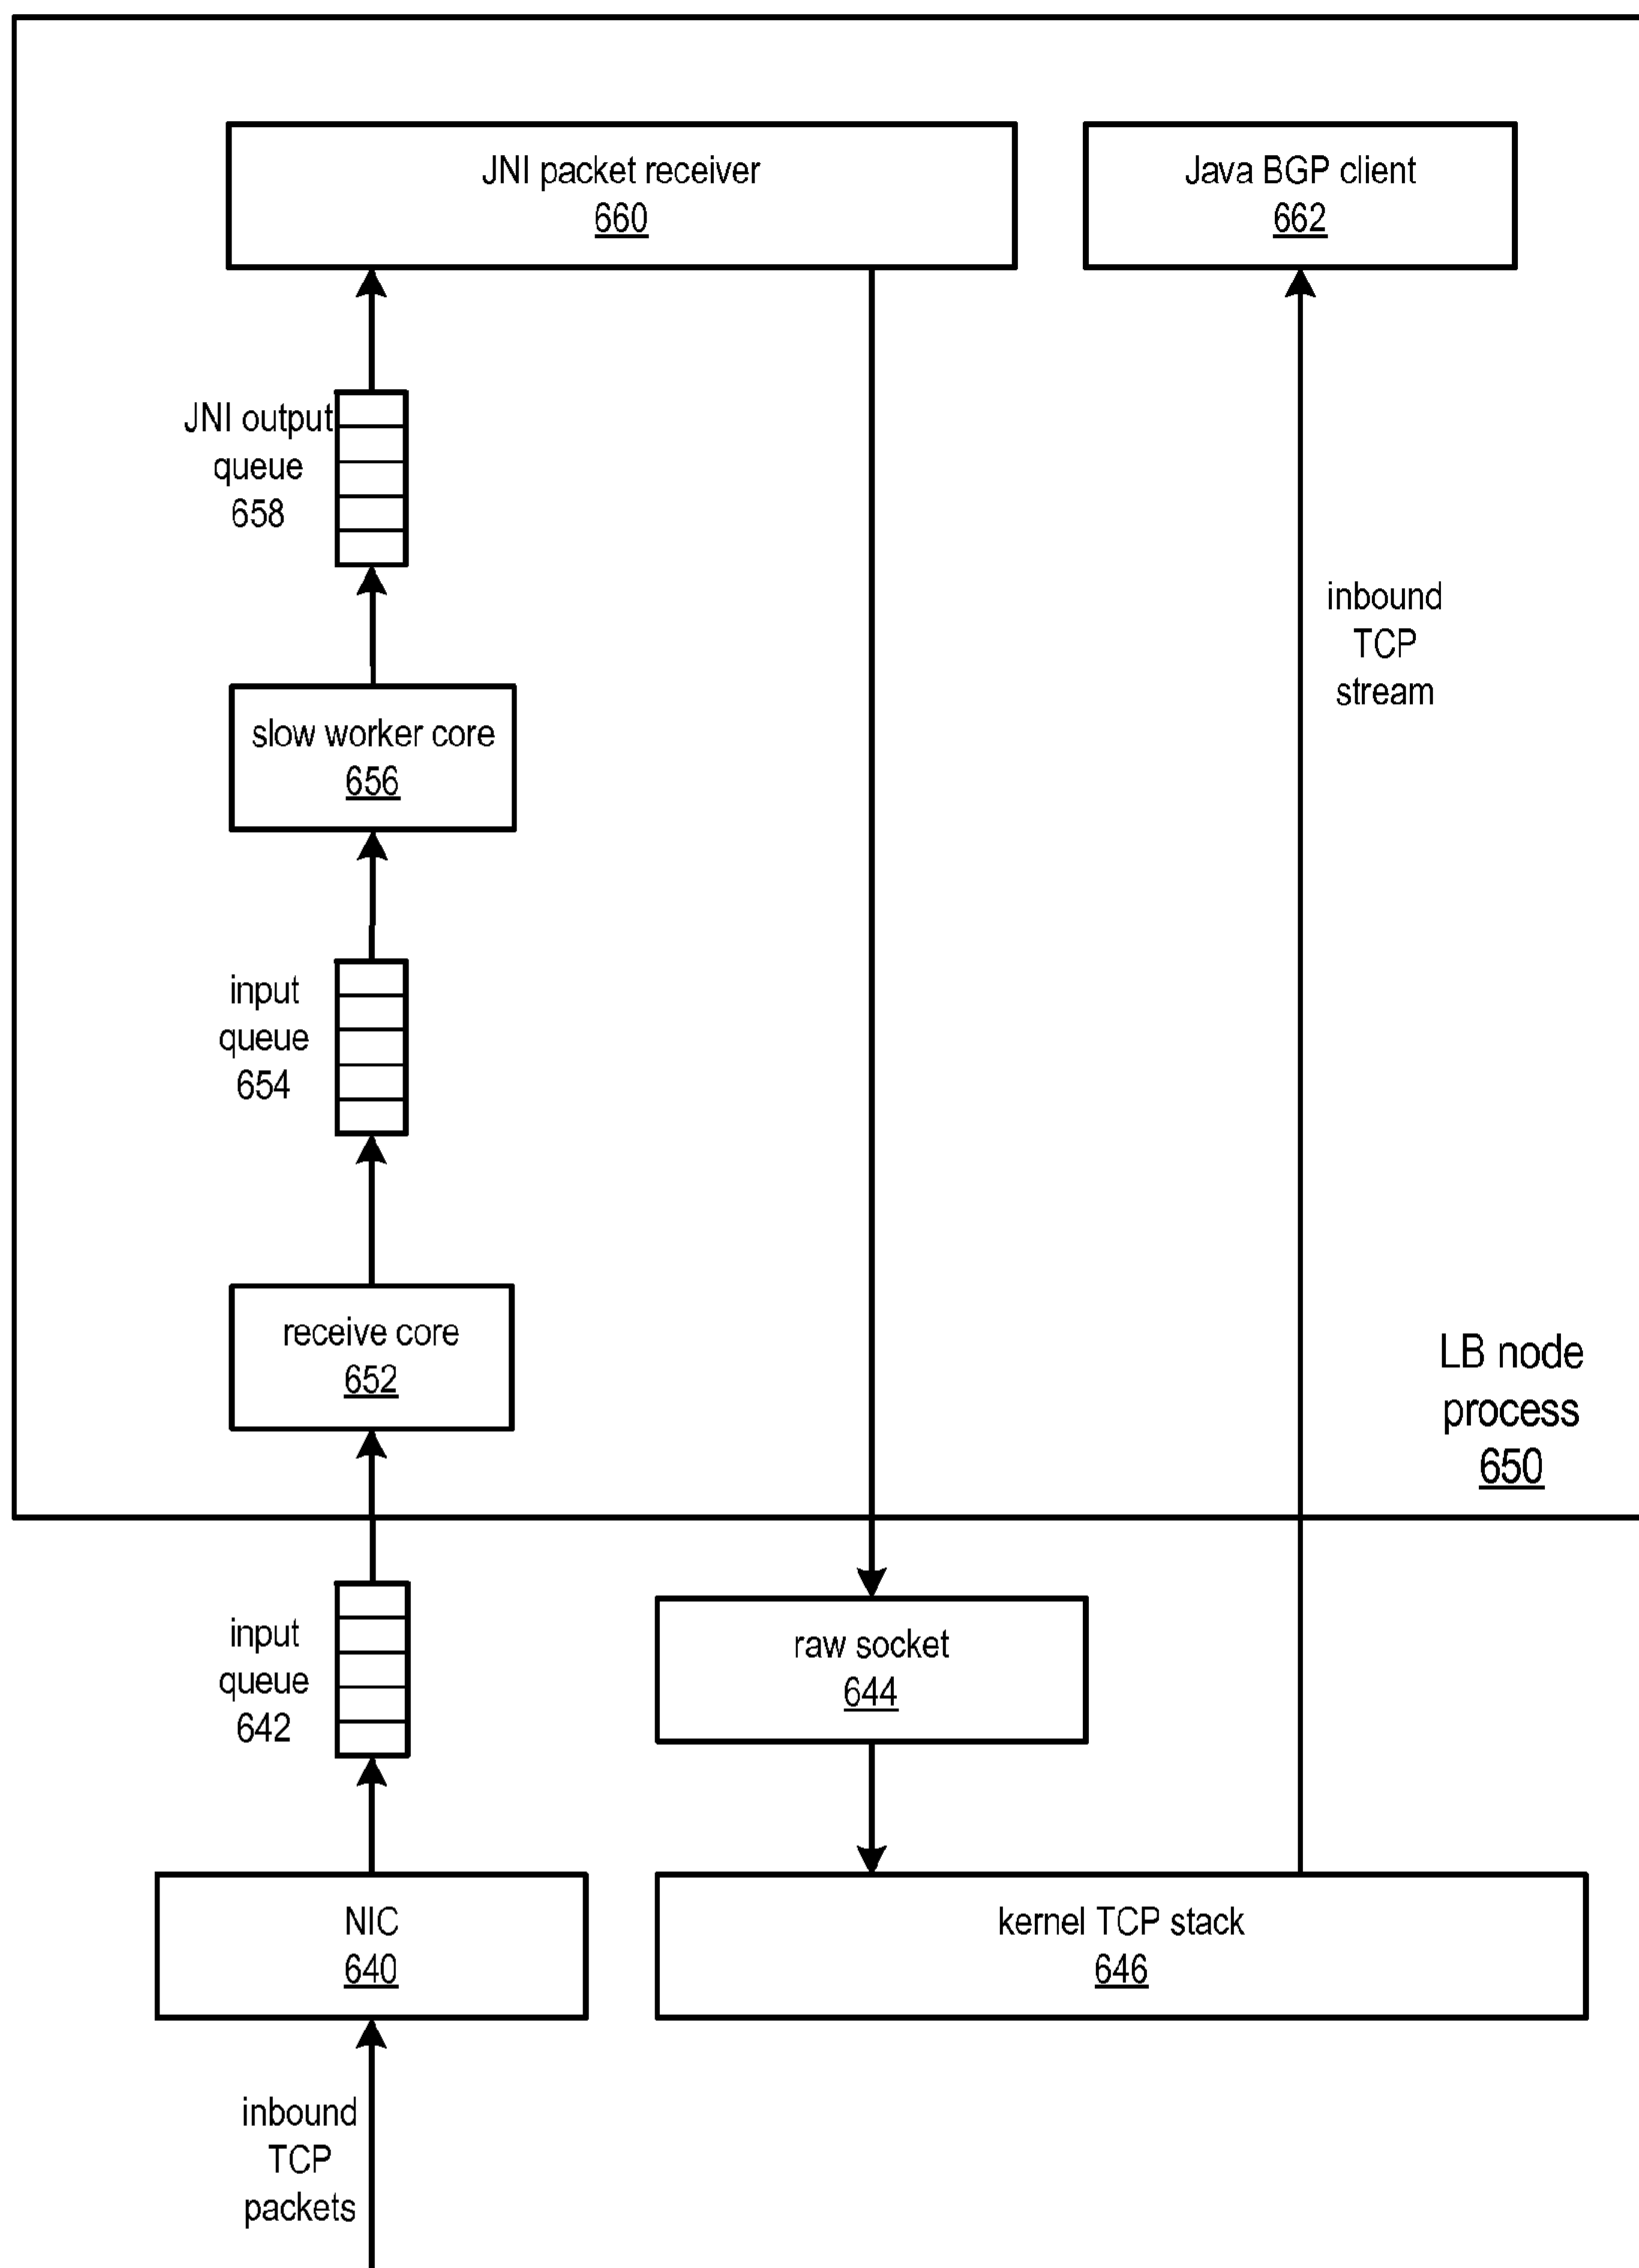 JNI packet receiver
660
Java BGP client
662
JNI output
queue
658
inbound
TCP
stream
slow worker core
656
input
queue
654
receive core
652
LB node
process
650
input
queue
642
raw socket
644
NIC
640
kernel TCP stack
646
inbound
TCP
packets